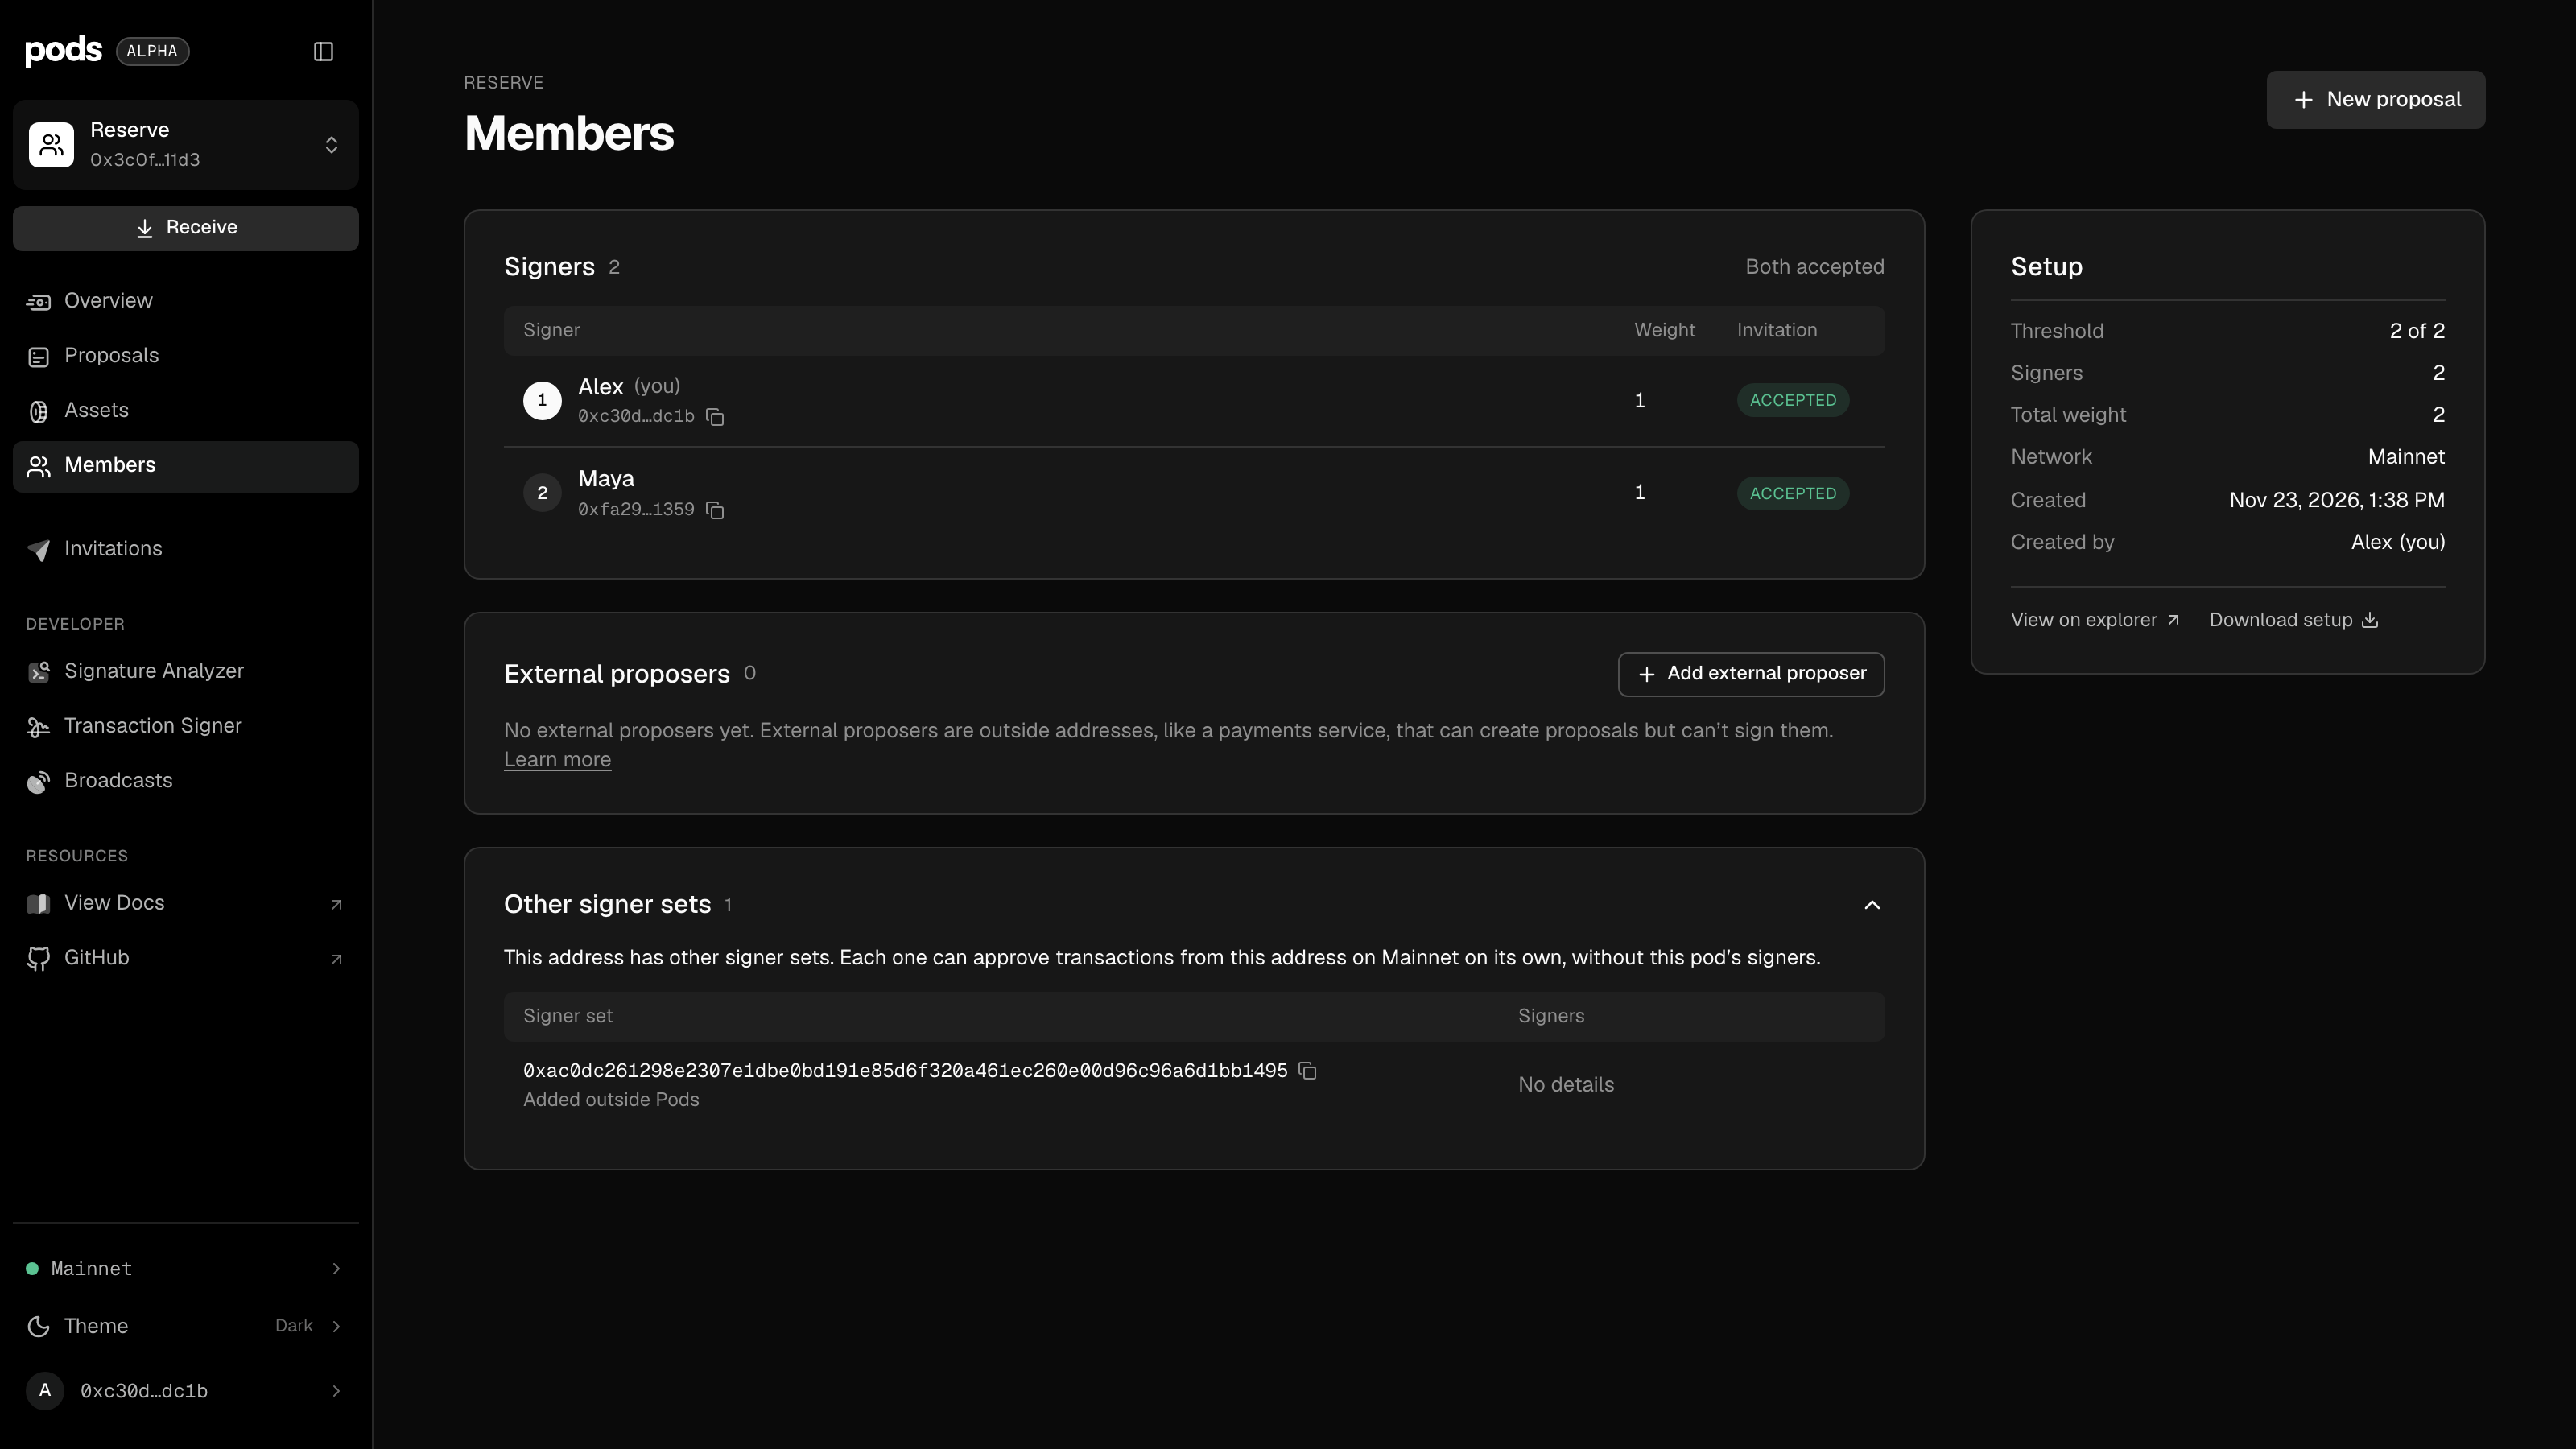 pods ALPHA
Reserve
0x3c0f…11d3
Receive
Overview
Proposals
Assets
Members
Invitations
DEVELOPER
Signature Analyzer
Transaction Signer
Broadcasts
RESOURCES
View Docs
GitHub
Mainnet
Theme Dark
A 0xc30d…dc1b
RESERVE
Members
New proposal
Signers 2 Both accepted
Signer Weight Invitation
1 Alex (you) 1 ACCEPTED
0xc30d…dc1b
2 Maya 1 ACCEPTED
0xfa29…1359
External proposers 0 Add external proposer
No external proposers yet. External proposers are outside addresses, like a payments service, that can create proposals but can’t sign them.
Learn more
Other signer sets 1
This address has other signer sets. Each one can approve transactions from this address on Mainnet on its own, without this pod’s signers.
Signer set Signers
0xac0dc261298e2307e1dbe0bd191e85d6f320a461ec260e00d96c96a6d1bb1495 No details
Added outside Pods
Setup
Threshold 2 of 2
Signers 2
Total weight 2
Network Mainnet
Created Nov 23, 2026, 1:38 PM
Created by Alex (you)
View on explorer Download setup